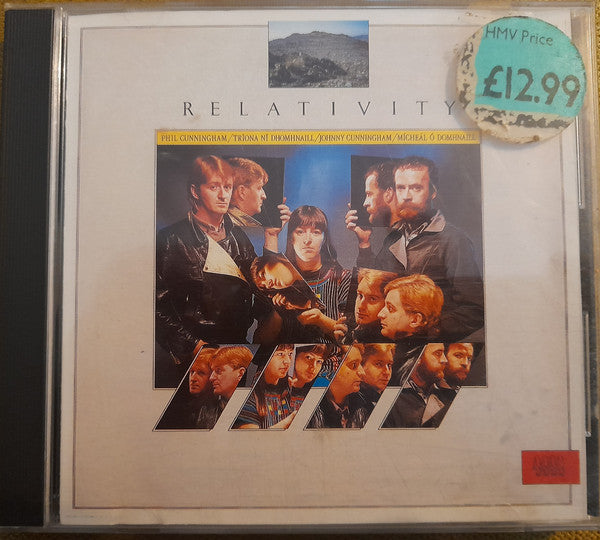 HMV Price
£12.99
RELATIVITY
PHIL CUNNINGHAM/TRÍONA NÍ DHOMHNAILL/JOHNNY CUNNINGHAM/MÍCHEÁL Ó DOMHNAILL